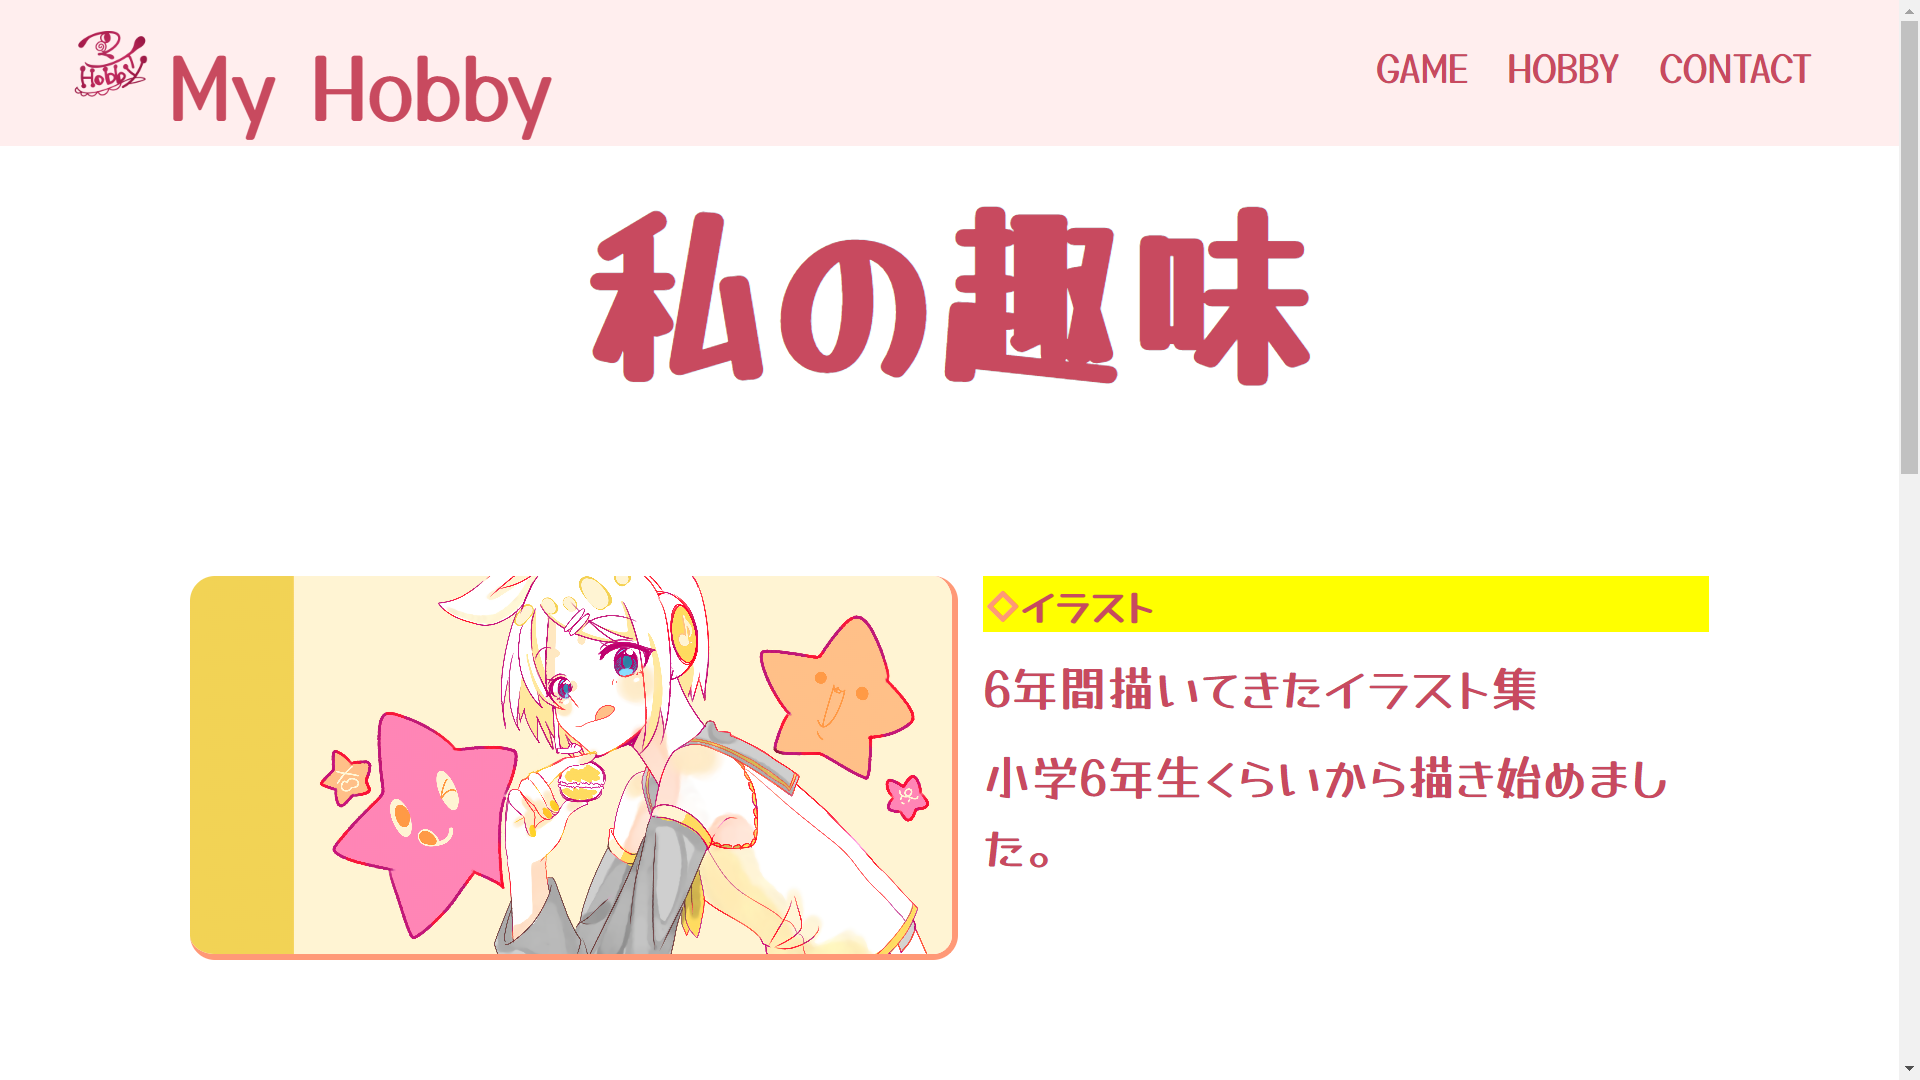 Hobby
My Hobby
GAME HOBBY CONTACT
私の趣味
◇イラスト
6年間描いてきたイラスト集
小学6年生くらいから描き始めまし
た。